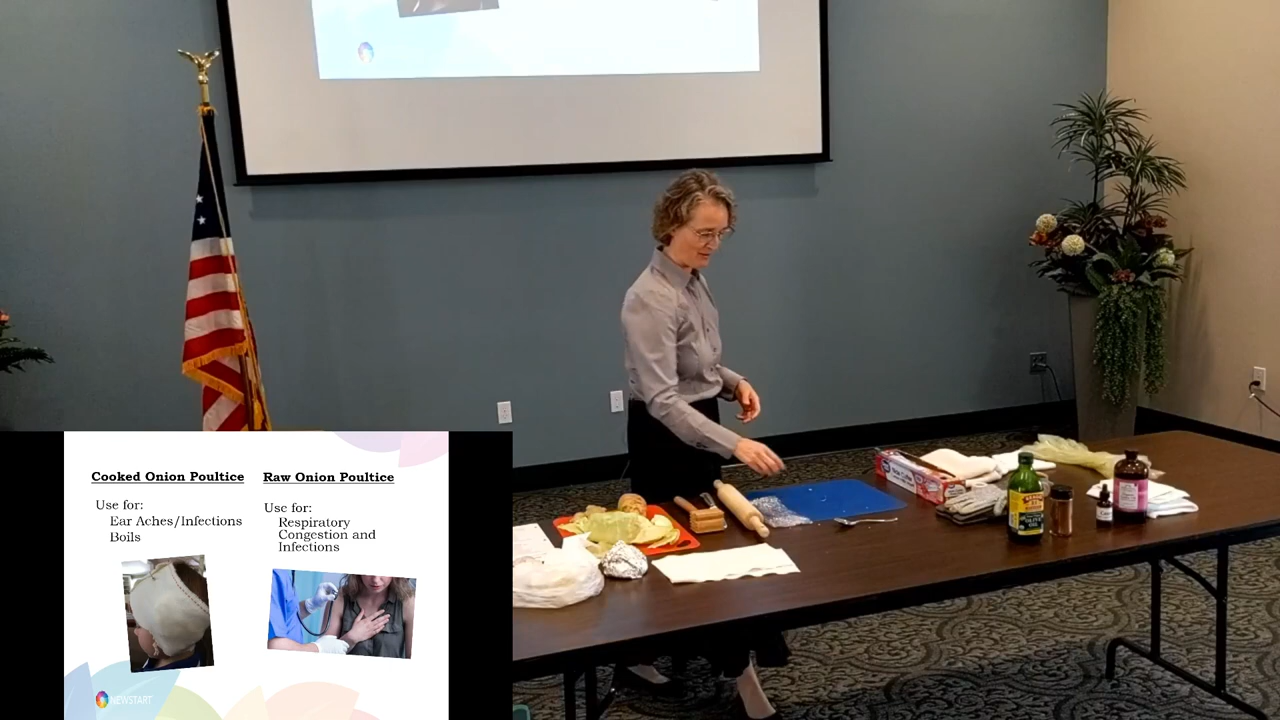 Cooked Onion Poultice
Use for:
Ear Aches/Infections
Boils
Raw Onion Poultice
Use for:
Respiratory
Congestion and
Infections
NEWSTART
OLIVE